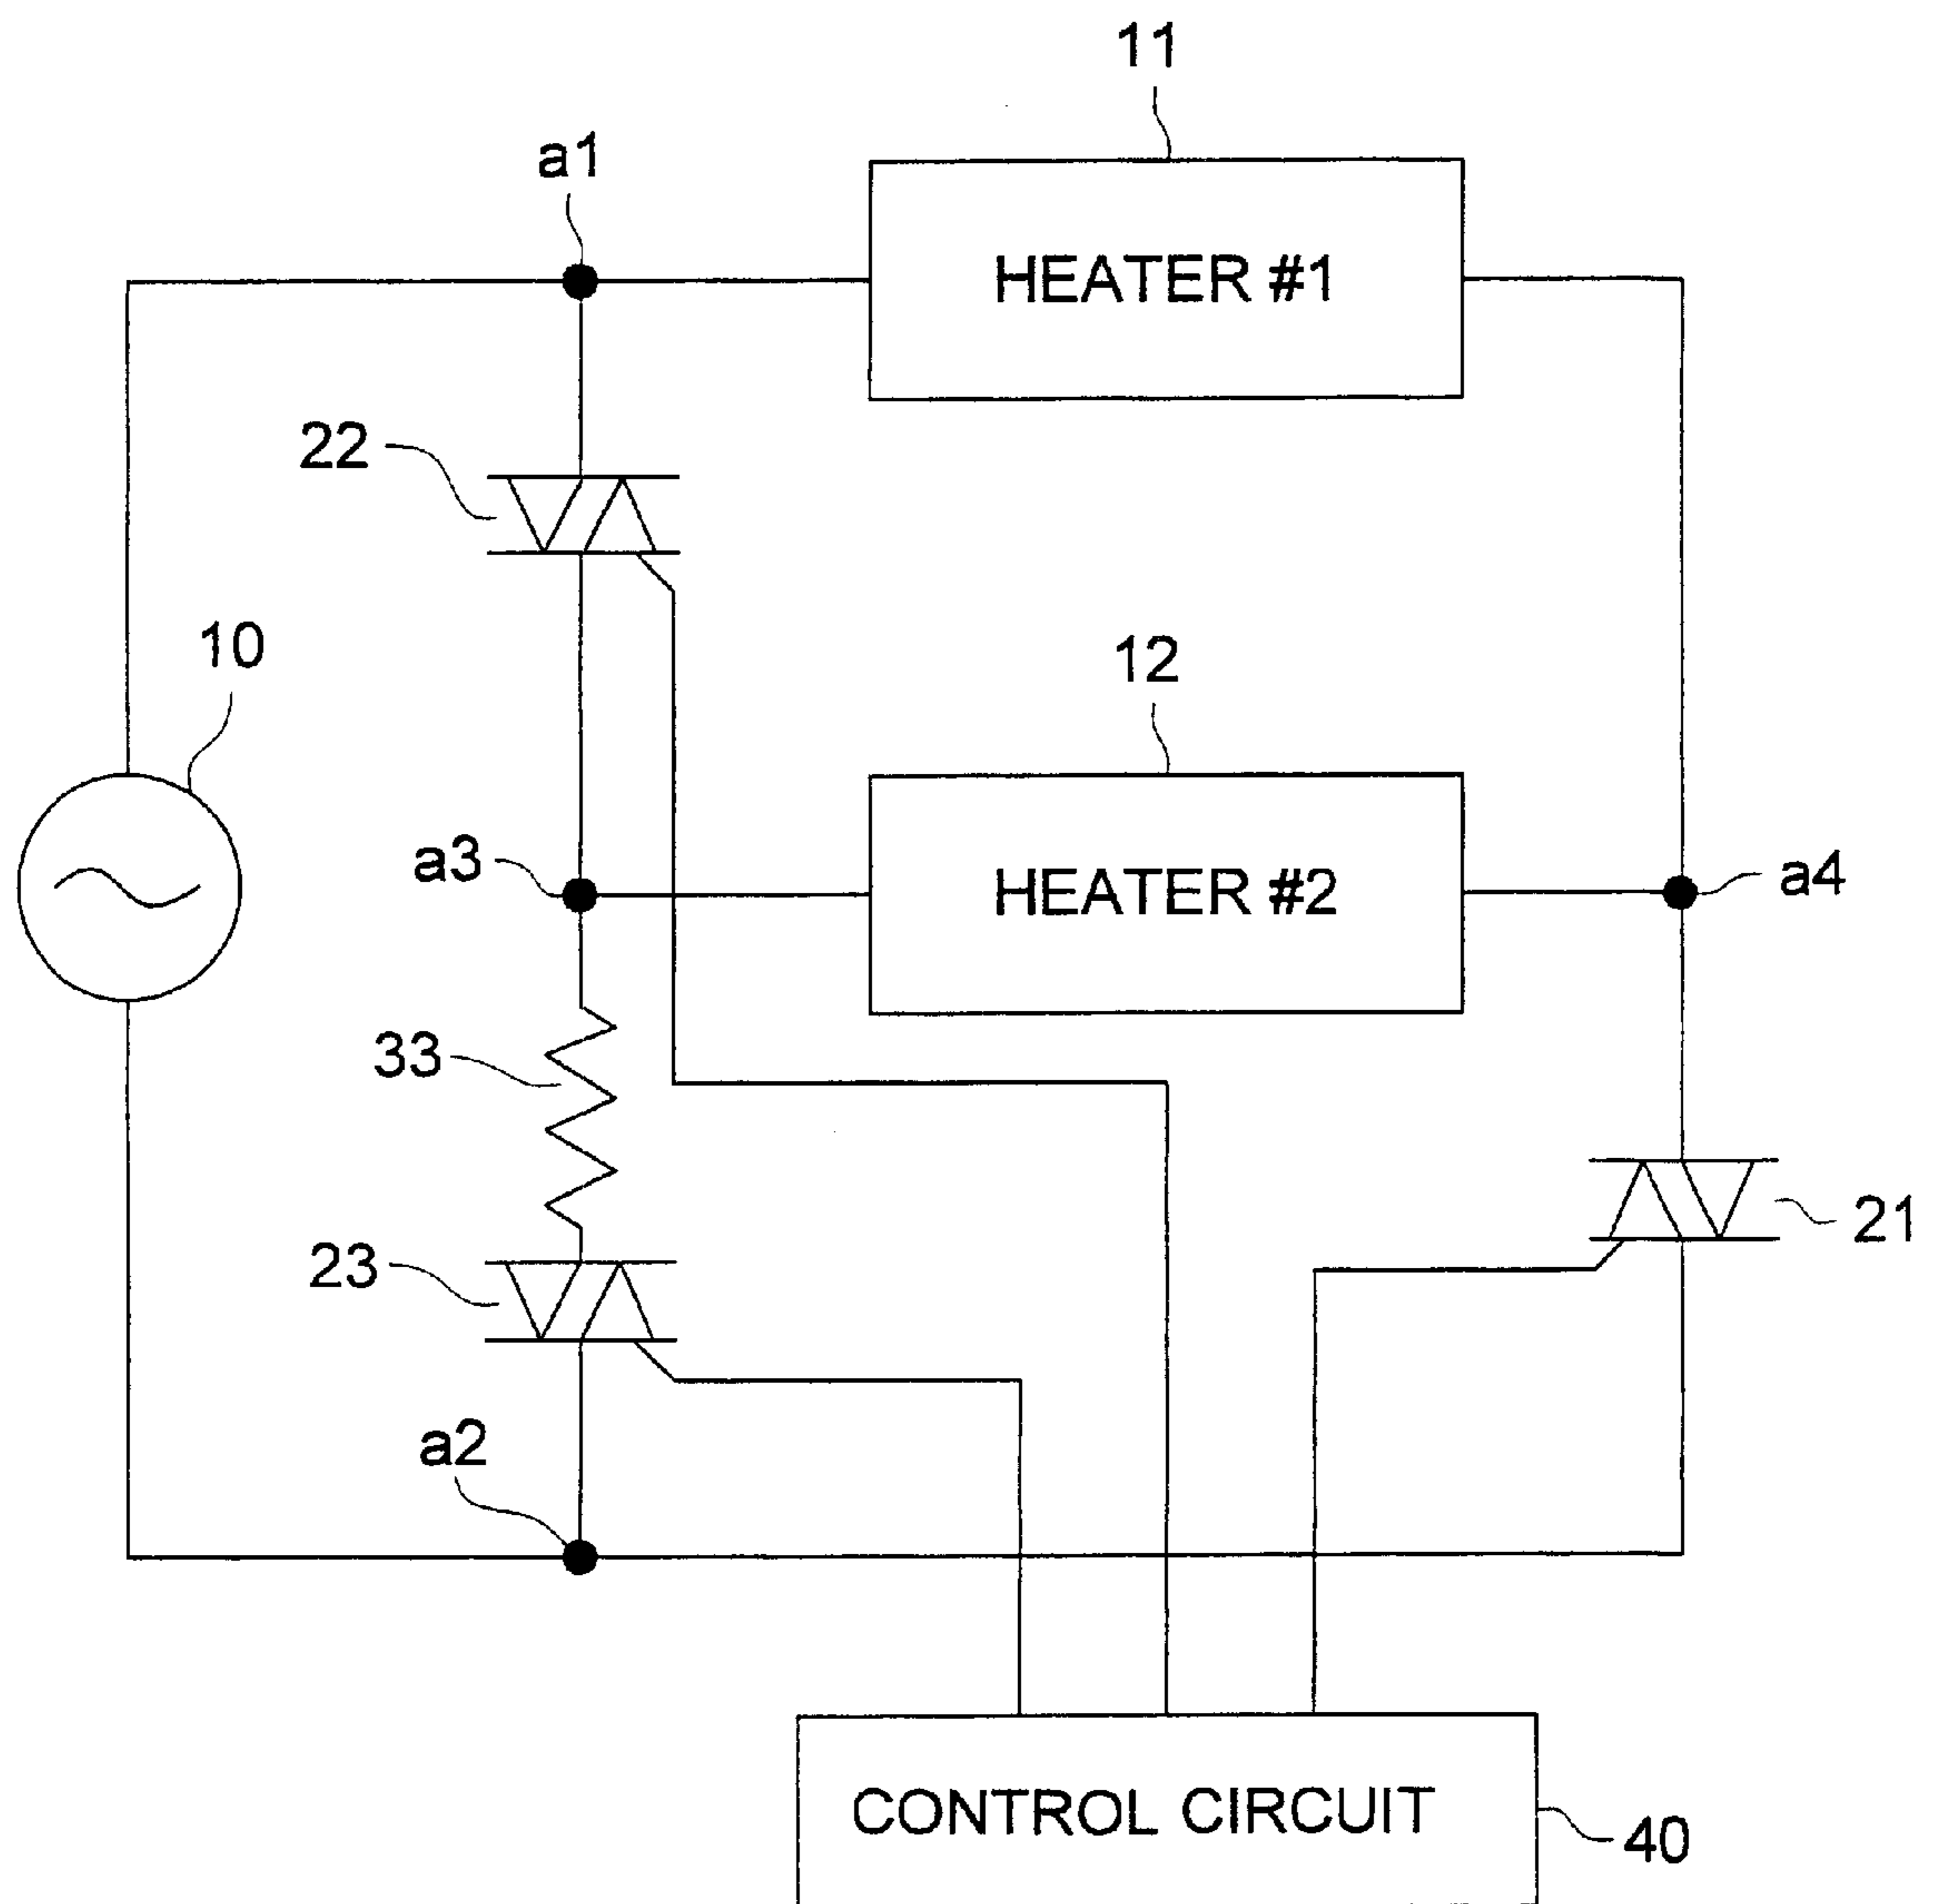 11
a1
HEATER #1
22
10
12
a3
HEATER #2
a4
33
21
23
a2
CONTROL CIRCUIT
40